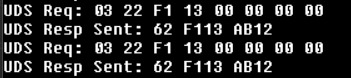 UDS Req: 03 22 F1 13 00 00 00 00
UDS Resp Sent: 62 F113 AB12
UDS Req: 03 22 F1 13 00 00 00 00
UDS Resp Sent: 62 F113 AB12